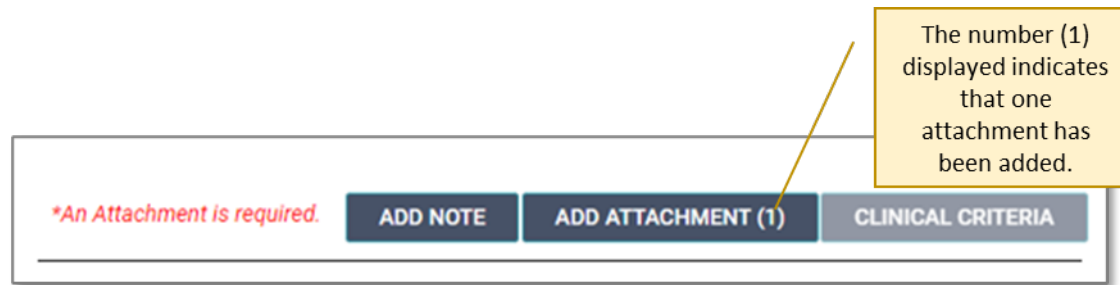 The number (1)
displayed indicates
that one
attachment has
been added.
*An Attachment is required. ADD NOTE ADD ATTACHMENT (1) CLINICAL CRITERIA